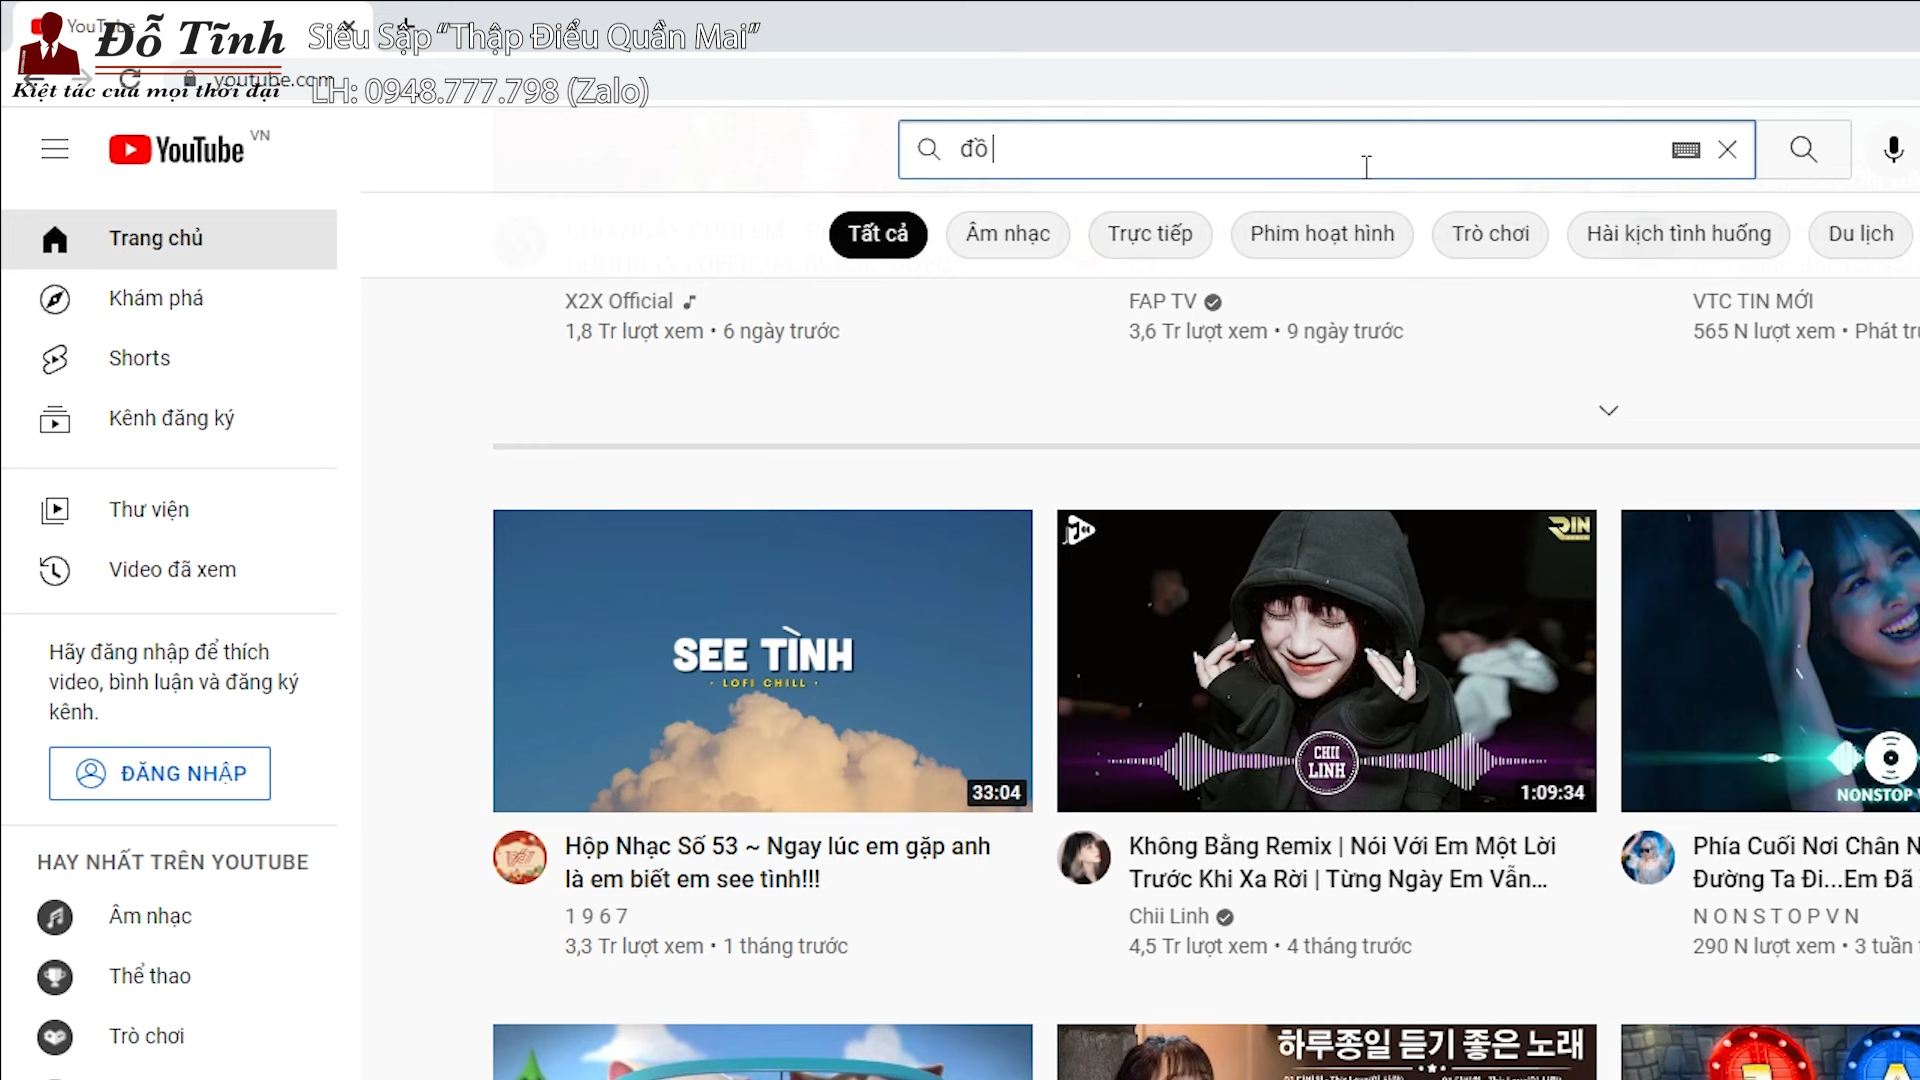 YouTube
Đỗ Tĩnh
Siêu Sập “Thập Điểu Quần Mai”
youtube.com
Kiệt tác của mọi thời đại
LH: 0948.777.798 (Zalo)
YouTube VN
đồ
Tất cả
Âm nhạc
Trực tiếp
Phim hoạt hình
Trò chơi
Hài kịch tình huống
Du lịch
Trang chủ
Khám phá
Shorts
Kênh đăng ký
Thư viện
Video đã xem
Hãy đăng nhập để thích
video, bình luận và đăng ký
kênh.
ĐĂNG NHẬP
HAY NHẤT TRÊN YOUTUBE
Âm nhạc
Thể thao
Trò chơi
X2X Official
1,8 Tr lượt xem • 6 ngày trước
FAP TV
3,6 Tr lượt xem • 9 ngày trước
VTC TIN MỚI
565 N lượt xem • Phát
SEE TÌNH
· LOFI CHILL ·
33:04
Hộp Nhạc Số 53 ~ Ngay lúc em gặp anh
là em biết em see tình!!!
1 9 6 7
3,3 Tr lượt xem • 1 tháng trước
RIN
CHII
LINH
1:09:34
Không Bằng Remix | Nói Với Em Một Lời
Trước Khi Xa Rời | Từng Ngày Em Vẫn...
Chii Linh
4,5 Tr lượt xem • 4 tháng trước
NONSTOP
Phía Cuối Nơi Chân
Đường Ta Đi...Em Đã
N O N S T O P V N
290 N lượt xem • 3 tuần
하루종일 듣기 좋은 노래